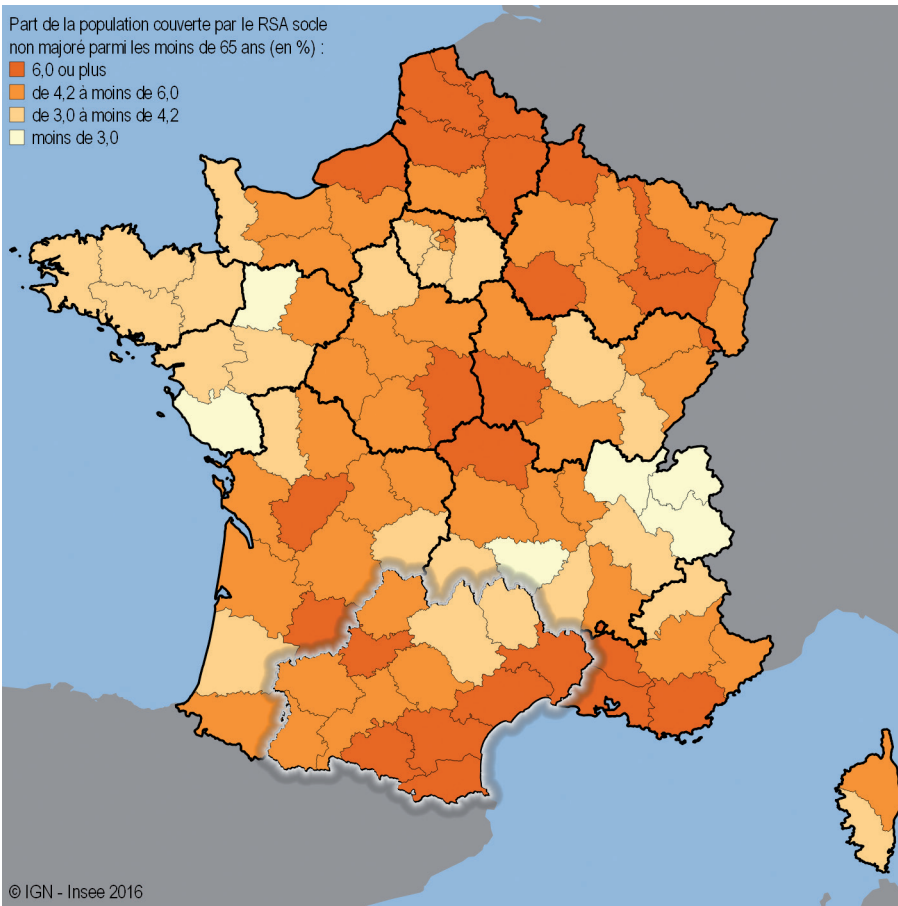 Part de la population couverte par le RSA socle
non majoré parmi les moins de 65 ans (en %) :
6,0 ou plus
de 4,2 à moins de 6,0
de 3,0 à moins de 4,2
moins de 3,0
© IGN - Insee 2016